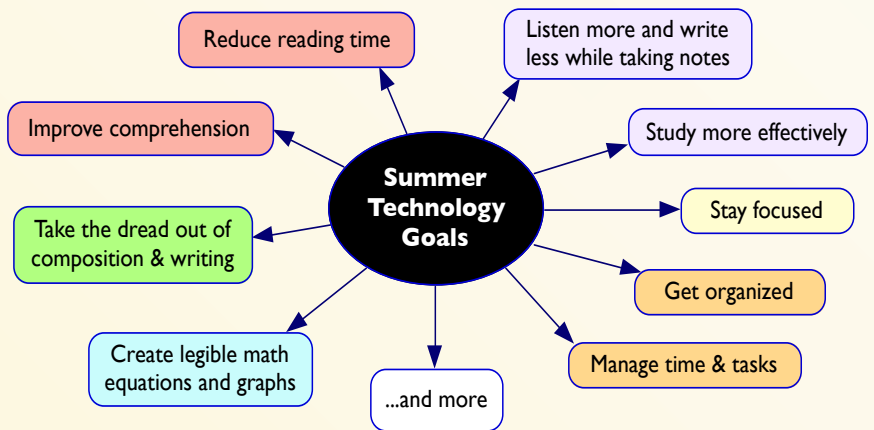 Reduce reading time
Listen more and write
less while taking notes
Improve comprehension
Study more effectively
Summer
Technology
Goals
Stay focused
Take the dread out of
composition & writing
Get organized
Create legible math
equations and graphs
Manage time & tasks
...and more